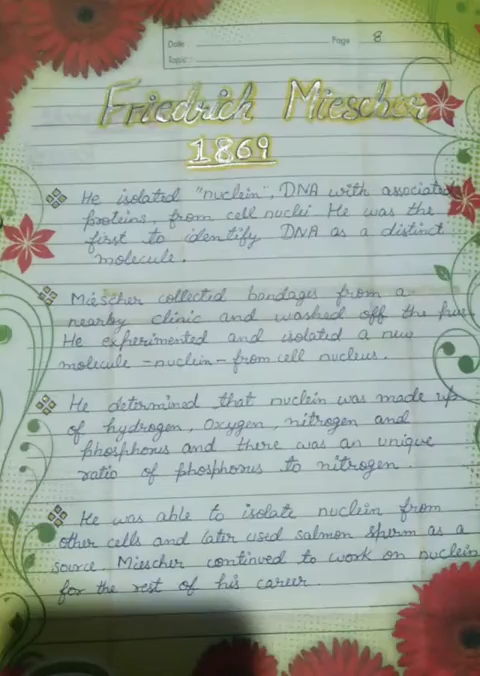 Date
Page 8
Topic
Friedrich Miescher
1869
He isolated "nuclein", DNA with associated
proteins, from cell nuclei He was the
first to identify DNA as a distinct
molecule.
Miescher collected bandages from a
nearby clinic and washed off the pus.
He experimented and isolated a new
molecule - nuclein - from cell nucleus.
He determined that nuclein was made up
of hydrogen, oxygen, nitrogen and
phosphorus and there was an unique
ratio of phosphorus to nitrogen.
He was able to isolate nuclein from
other cells and later used salmon sperm as a
source. Miescher continued to work on nuclein
for the rest of his career.